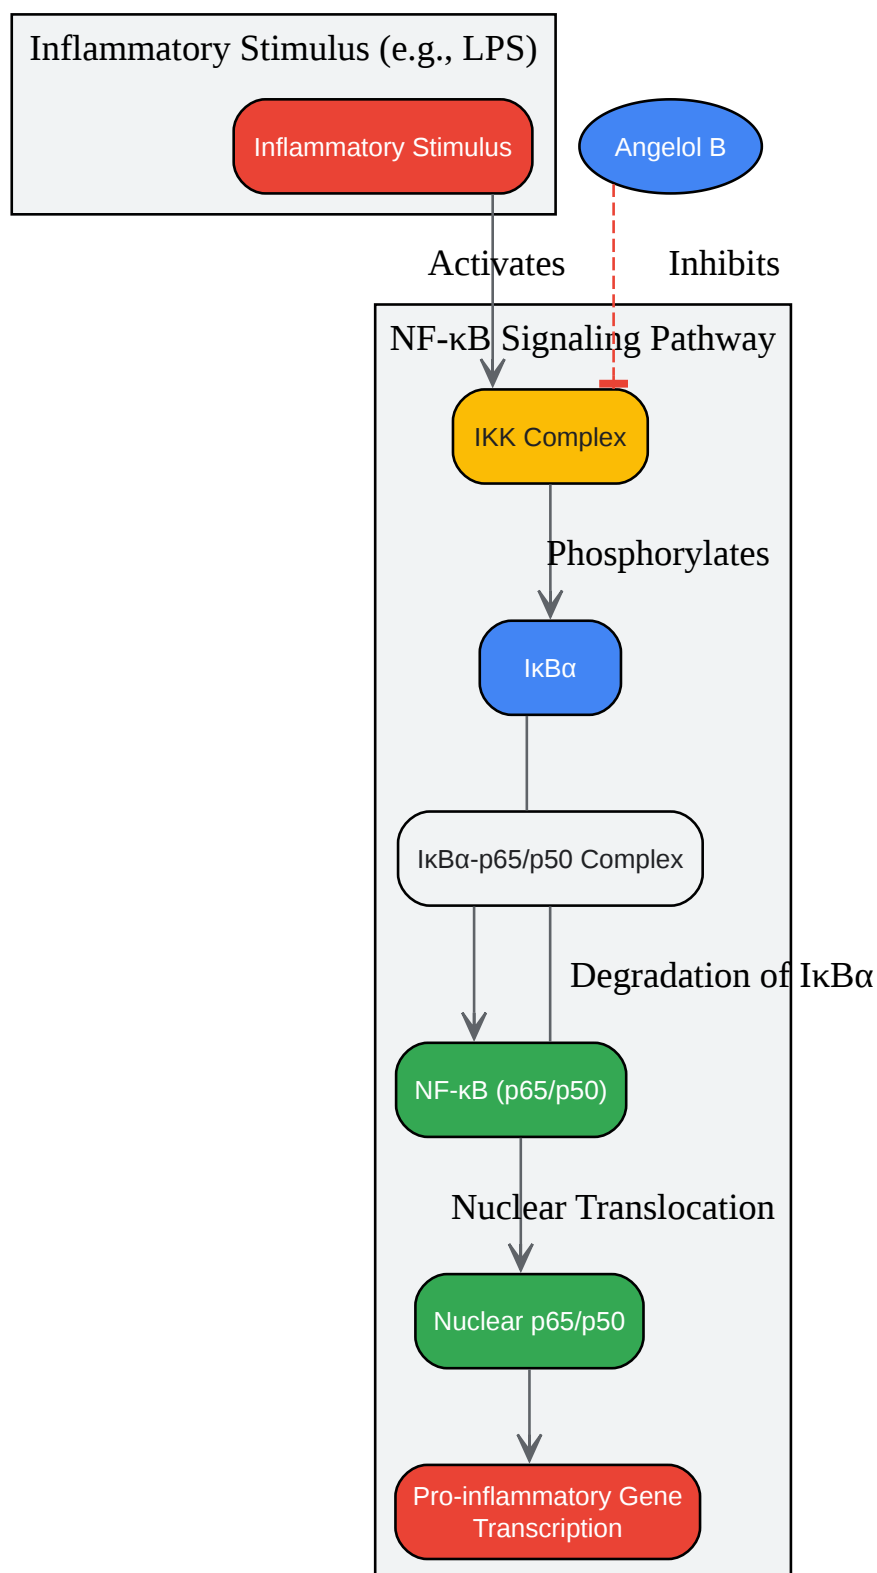 Inflammatory Stimulus (e.g., LPS)
Inflammatory Stimulus
Angelol B
Activates
Inhibits
NF-κB Signaling Pathway
IKK Complex
Phosphorylates
IκBα
IκBα-p65/p50 Complex
Degradation of IκBα
NF-κB (p65/p50)
Nuclear Translocation
Nuclear p65/p50
Pro-inflammatory Gene
Transcription